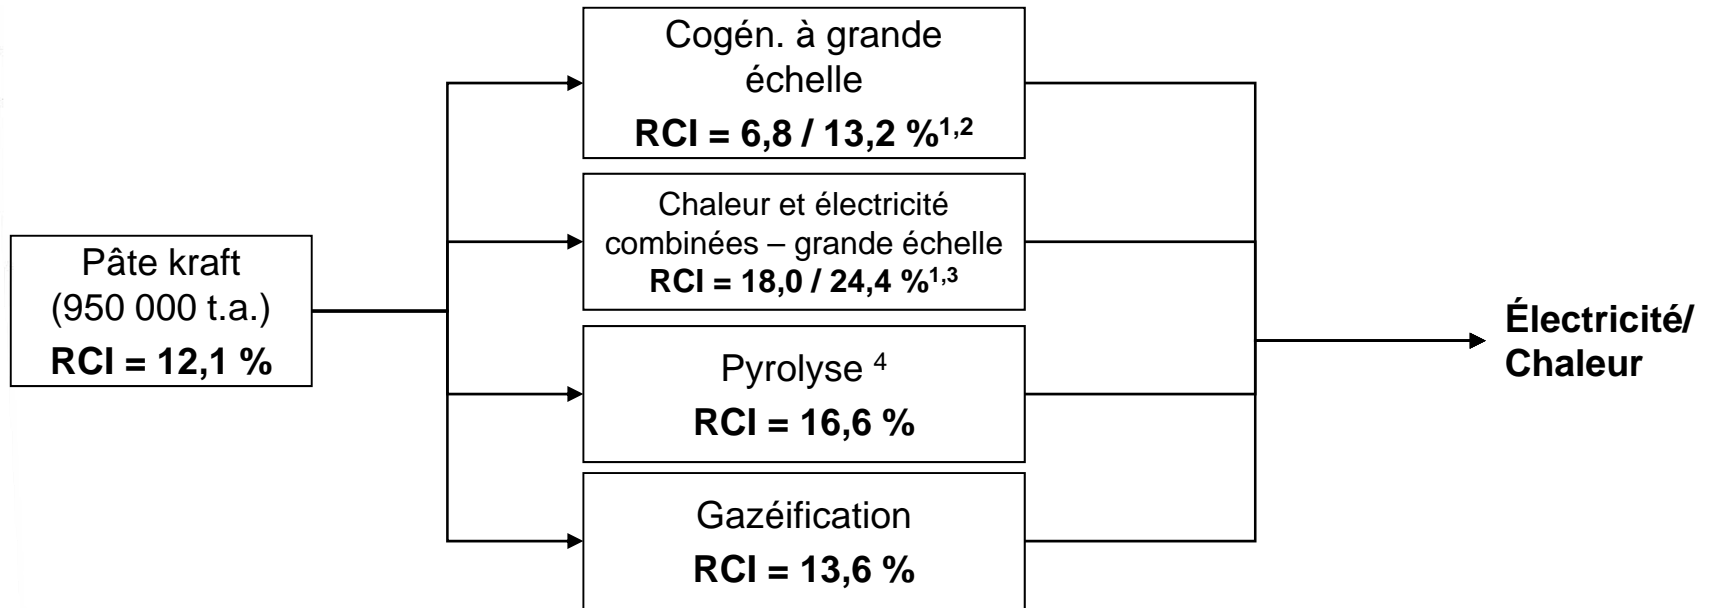 Pâte kraft
(950 000 t.a.)
RCI = 12,1 %
Cogén. à grande
échelle
RCI = 6,8 / 13,2 %1,2
Chaleur et électricité
combinées – grande échelle
RCI = 18,0 / 24,4 %1,3
Pyrolyse 4
RCI = 16,6 %
Gazéification
RCI = 13,6 %
Électricité/
Chaleur